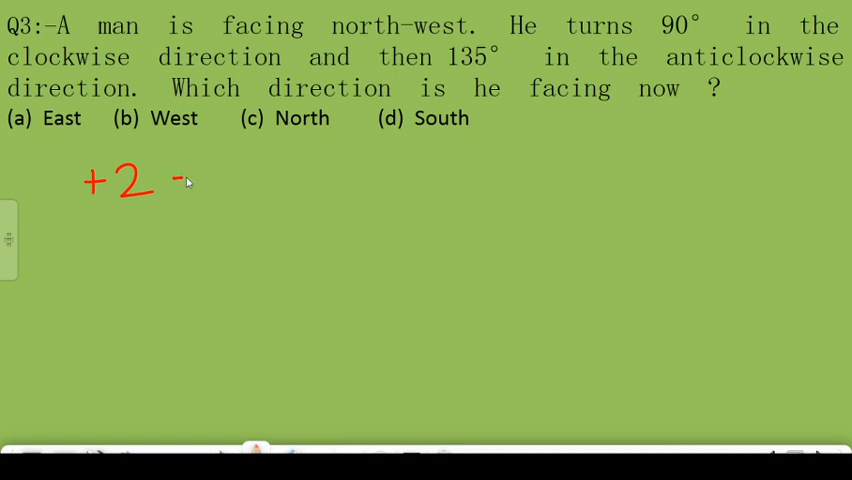 Q3:-A man is facing north-west. He turns 90° in the
clockwise direction and then 135° in the anticlockwise
direction. Which direction is he facing now ?
(a) East (b) West (c) North (d) South
+2 -